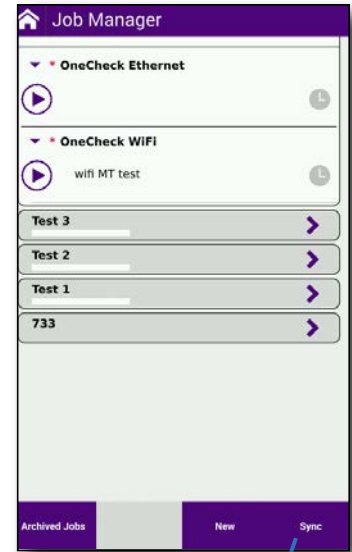 Job Manager
* OneCheck Ethernet
* OneCheck WiFi
wifi MT test
Test 3
Test 2
Test 1
733
Archived Jobs
New
Sync